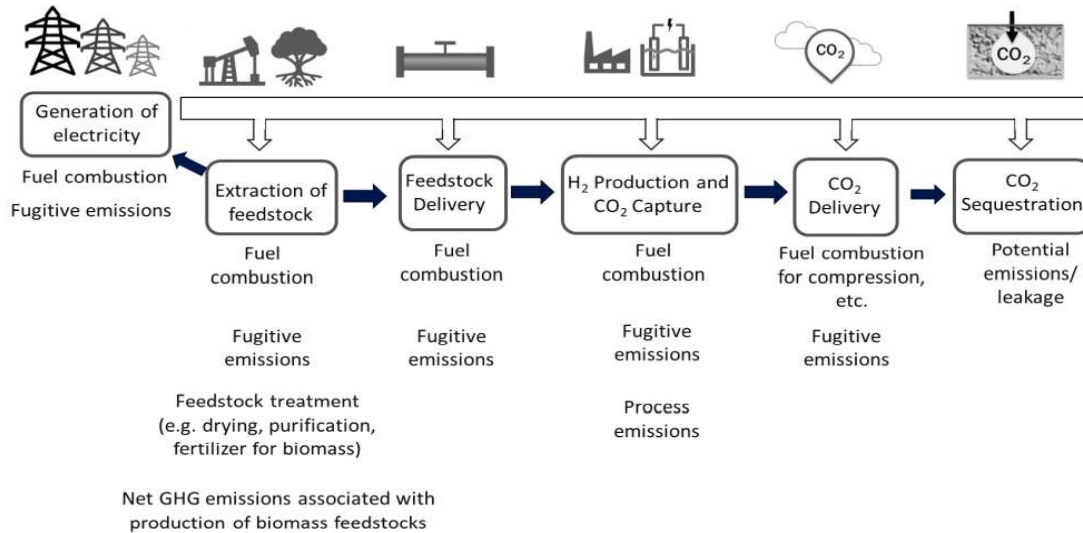 CO2
CO2
Generation of
electricity
Fuel combustion
Fugitive emissions
Extraction of
feedstock
Fuel
combustion
Fugitive
emissions
Feedstock treatment
(e.g. drying, purification,
fertilizer for biomass)
Net GHG emissions associated with
production of biomass feedstocks
Feedstock
Delivery
Fuel
combustion
Fugitive
emissions
H2 Production and
CO2 Capture
Fuel
combustion
Fugitive
emissions
Process
emissions
CO2
Delivery
Fuel combustion
for compression,
etc.
Fugitive
emissions
CO2
Sequestration
Potential
emissions/
leakage